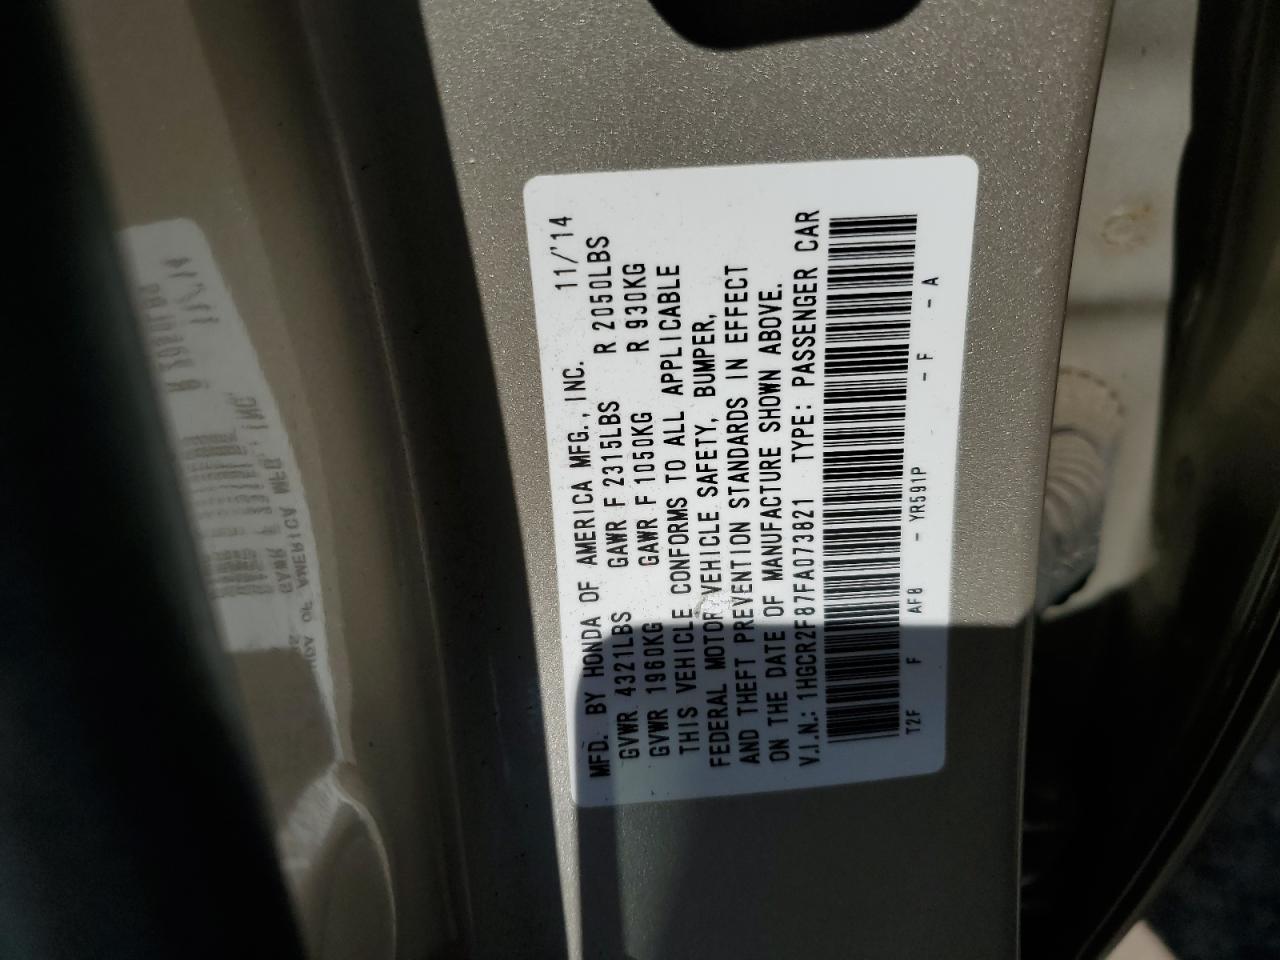 MFD. BY HONDA OF AMERICA MFG., INC. 11/'14
GVWR 4321LBS GAWR F 2315LBS R 2050LBS
GVWR 1960KG GAWR F 1050KG R 930KG
THIS VEHICLE CONFORMS TO ALL APPLICABLE
FEDERAL MOTOR VEHICLE SAFETY, BUMPER,
AND THEFT PREVENTION STANDARDS IN EFFECT
ON THE DATE OF MANUFACTURE SHOWN ABOVE.
V.I.N.: 1HGCR2F87FA073821 TYPE: PASSENGER CAR
T2F F AF8 - YR591P - F - A